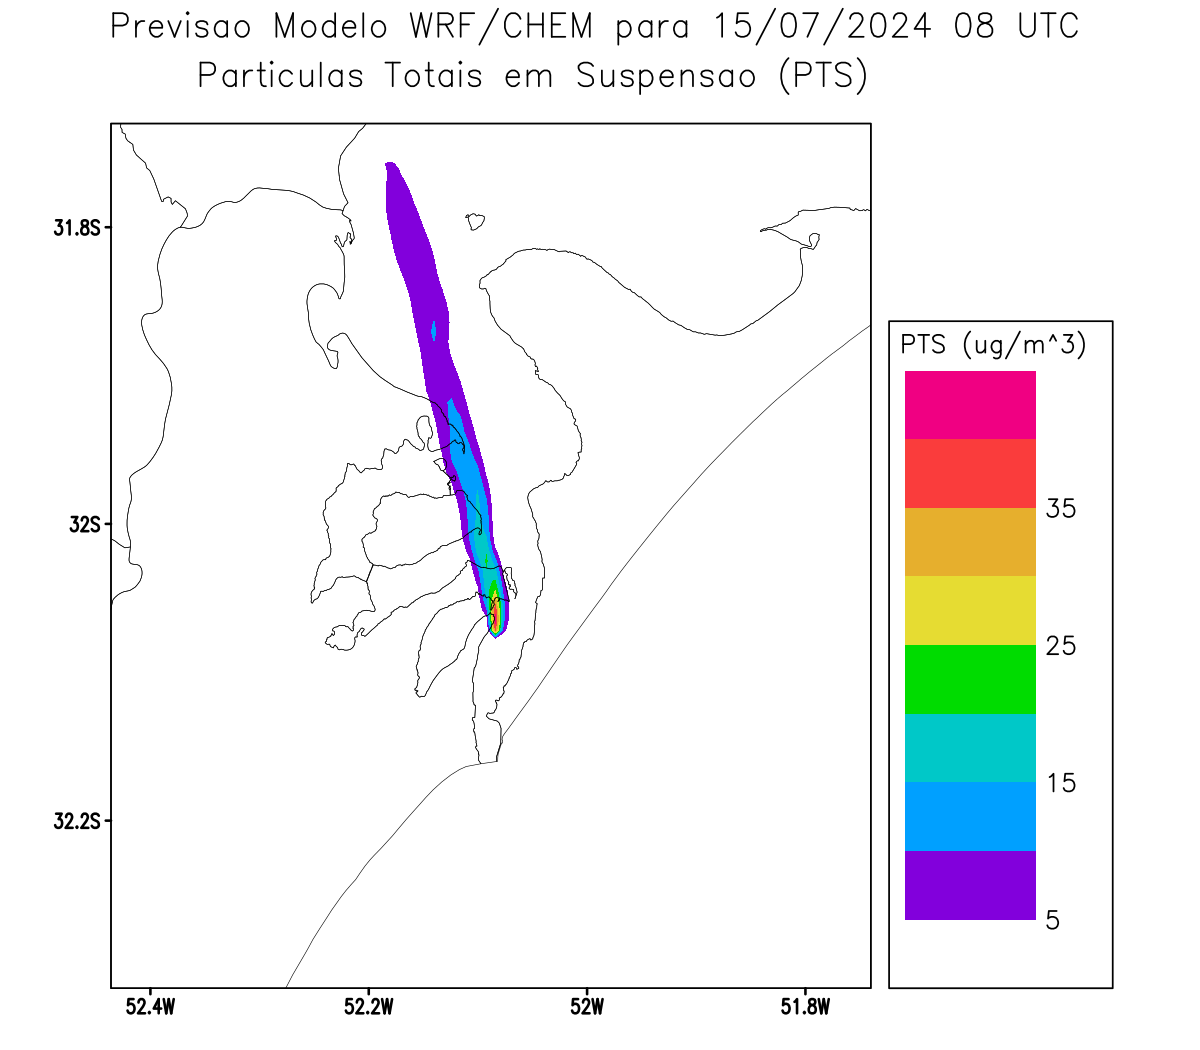 Previsao Modelo WRF/CHEM para 15/07/2024 08 UTC
Particulas Totais em Suspensao (PTS)
31.8S
32S
32.2S
52.4W
52.2W
52W
51.8W
PTS (ug/m^3)
35
25
15
5